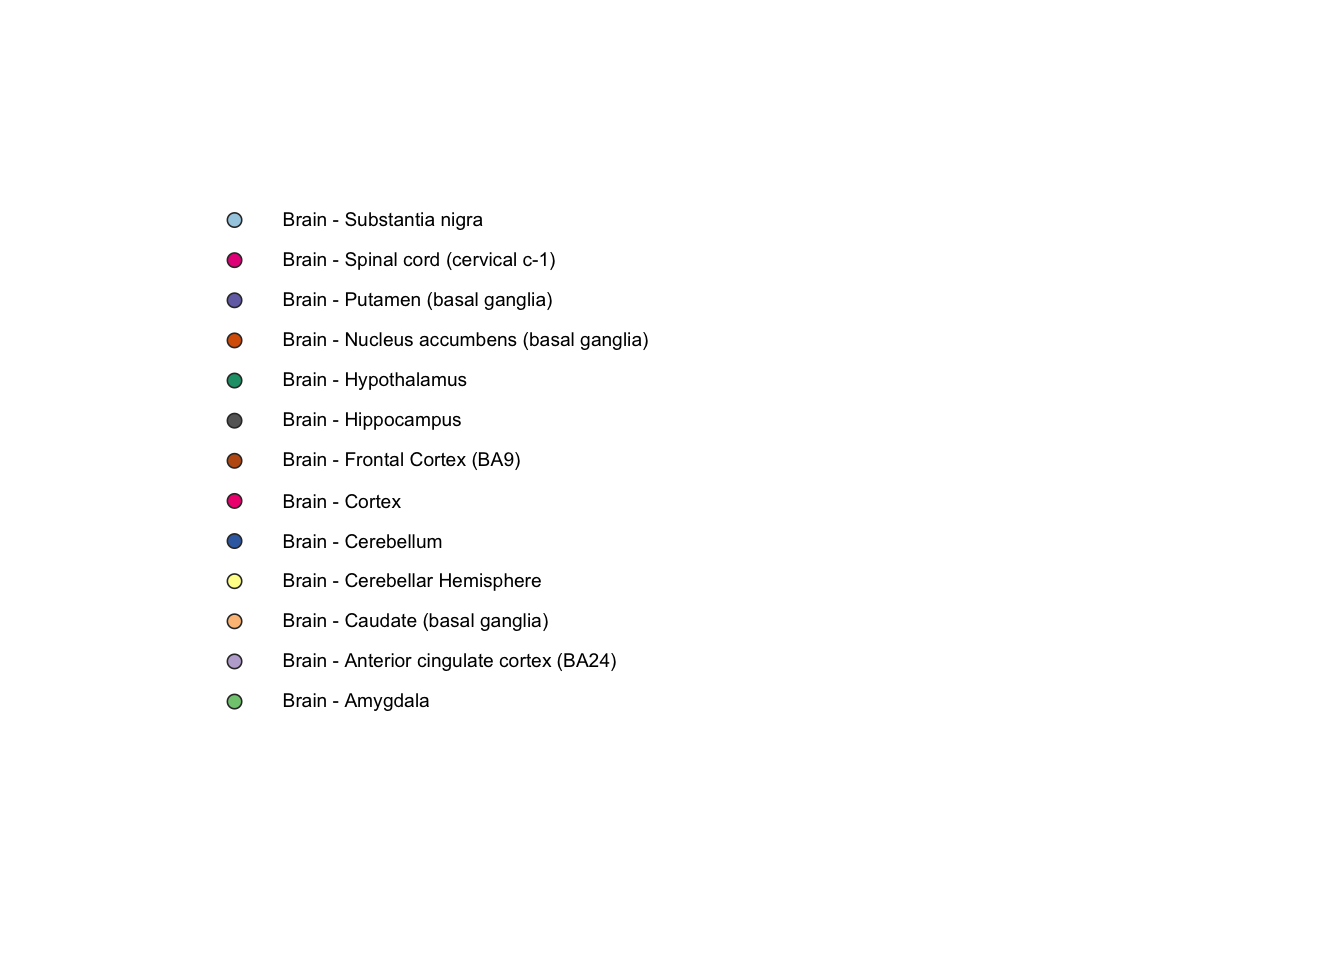 Brain - Substantia nigra
Brain - Spinal cord (cervical c-1)
Brain - Putamen (basal ganglia)
Brain - Nucleus accumbens (basal ganglia)
Brain - Hypothalamus
Brain - Hippocampus
Brain - Frontal Cortex (BA9)
Brain - Cortex
Brain - Cerebellum
Brain - Cerebellar Hemisphere
Brain - Caudate (basal ganglia)
Brain - Anterior cingulate cortex (BA24)
Brain - Amygdala